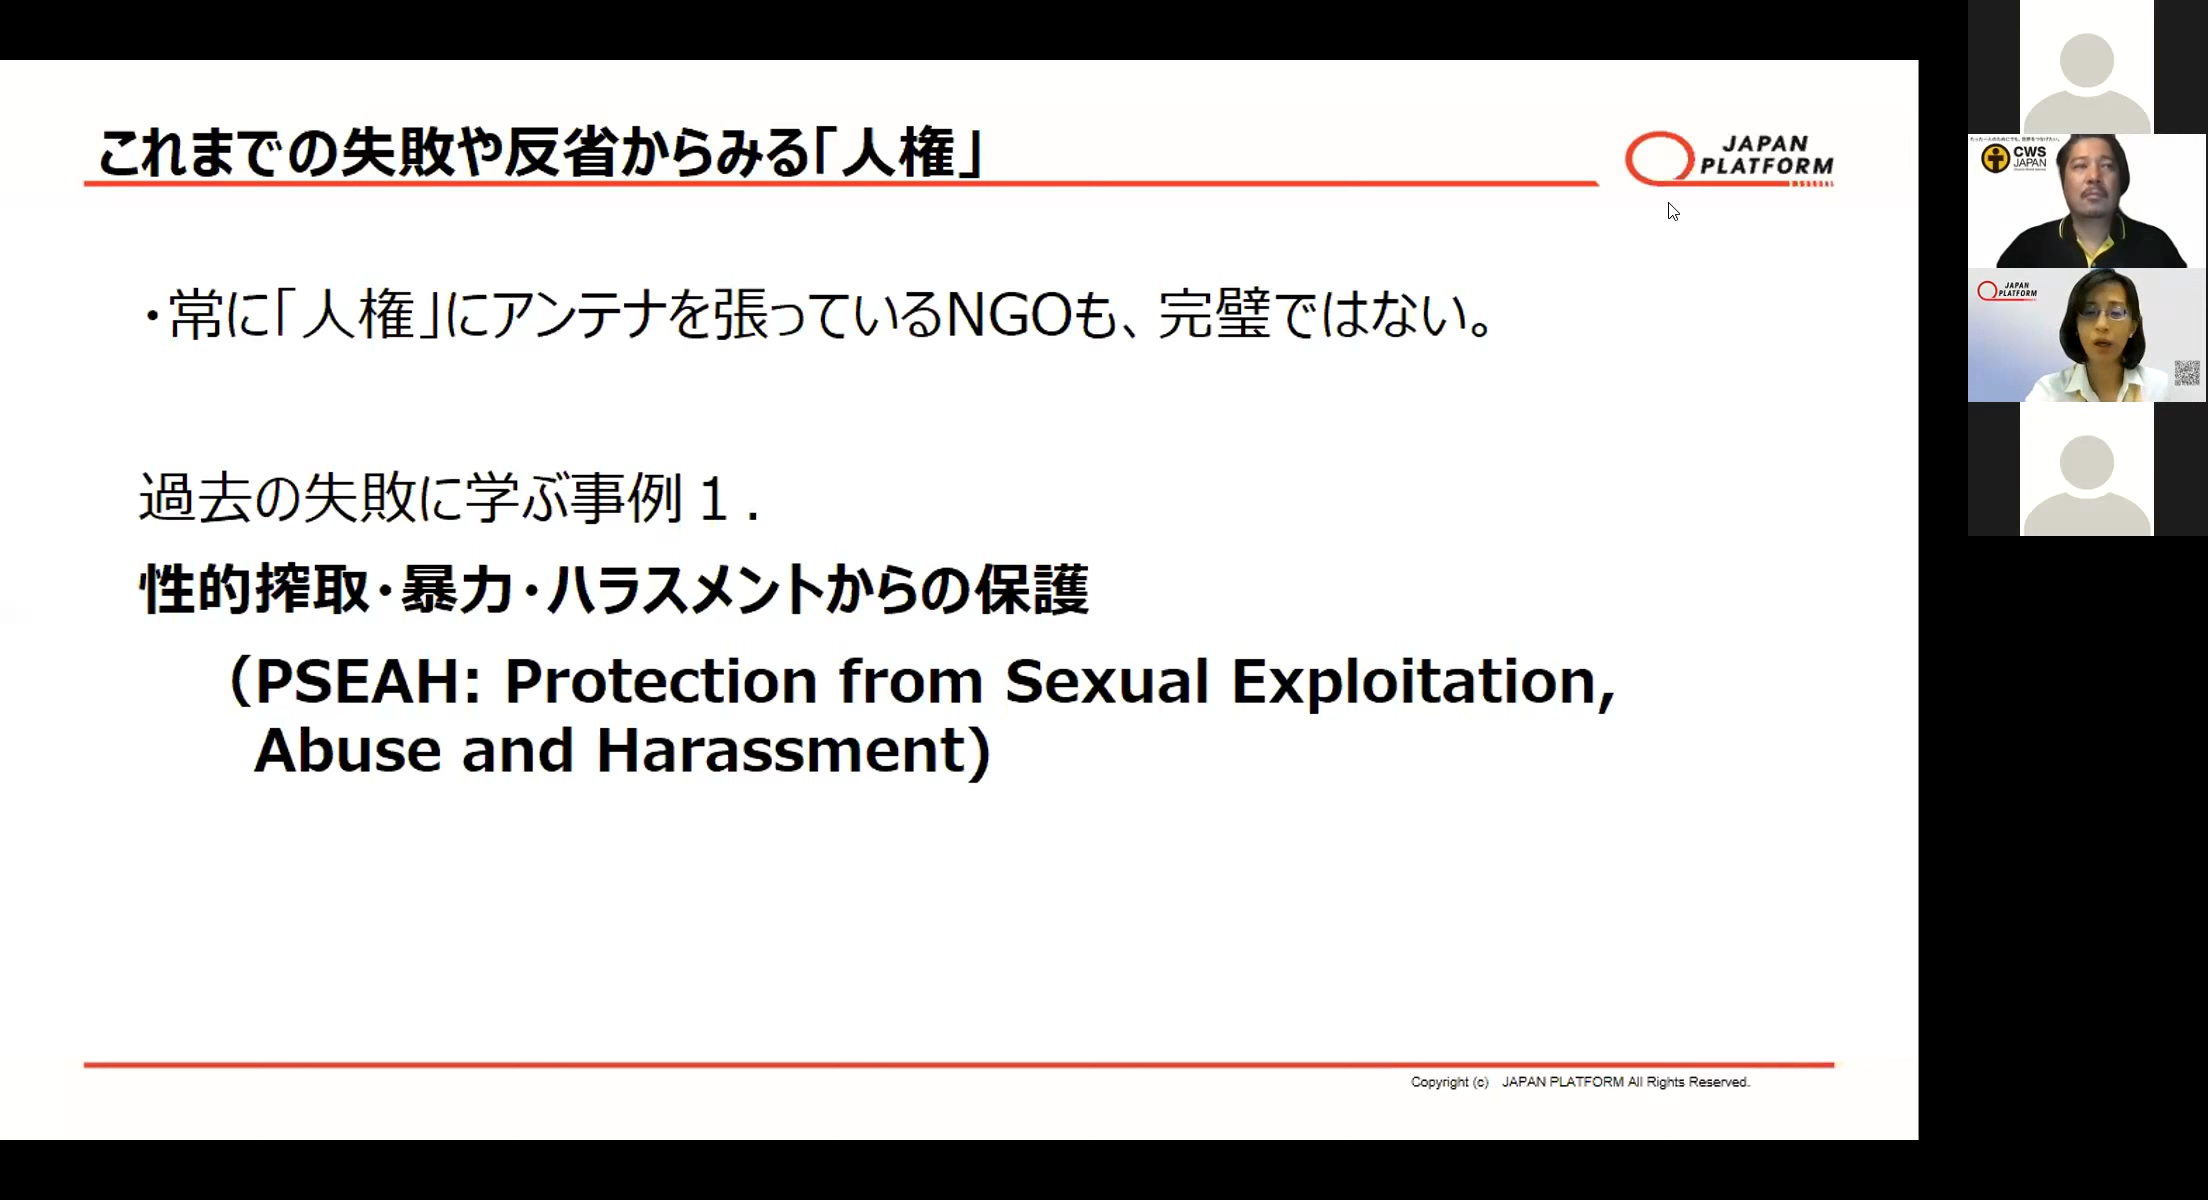 これまでの失敗や反省からみる「人権」
JAPAN
PLATFORM
・常に「人権」にアンテナを張っているNGOも、完璧ではない。
過去の失敗に学ぶ事例１.
性的搾取・暴力・ハラスメントからの保護
（PSEAH: Protection from Sexual Exploitation,
Abuse and Harassment)
Copyright (c) JAPAN PLATFORM All Rights Reserved.
CWS
JAPAN
JAPAN
PLATFORM